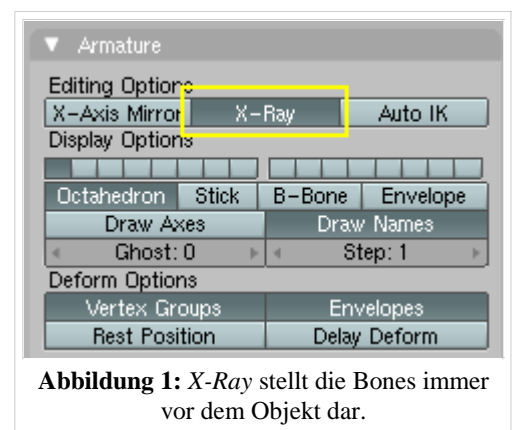 Armature
Editing Options
X-Axis Mirror X-Ray Auto IK
Display Options
Octahedron Stick B-Bone Envelope
Draw Axes Draw Names
Ghost: 0 Step: 1
Deform Options
Vertex Groups Envelopes
Rest Position Delay Deform
Abbildung 1: X-Ray stellt die Bones immer
vor dem Objekt dar.